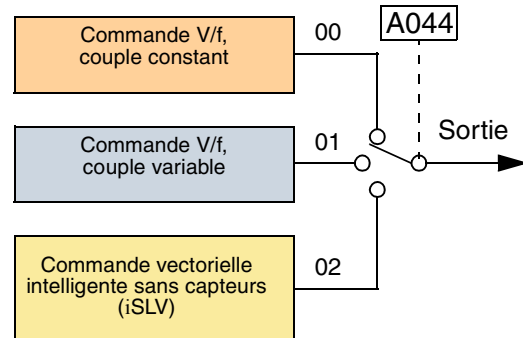 Commande V/f,
couple constant
00
A044
Commande V/f,
couple variable
01
Sortie
Commande vectorielle
intelligente sans capteurs
(iSLV)
02